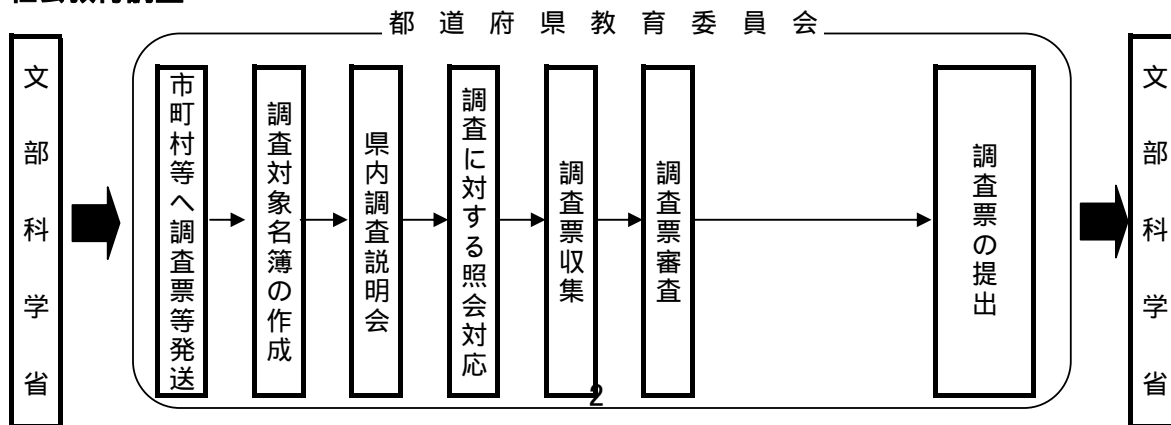 都道府県教育委員会
文部科学省
市町村等へ調査票等発送
調査対象名簿の作成
県内調査説明会
調査に対する照会対応
調査票収集
調査票審査
調査票の提出
文部科学省
2